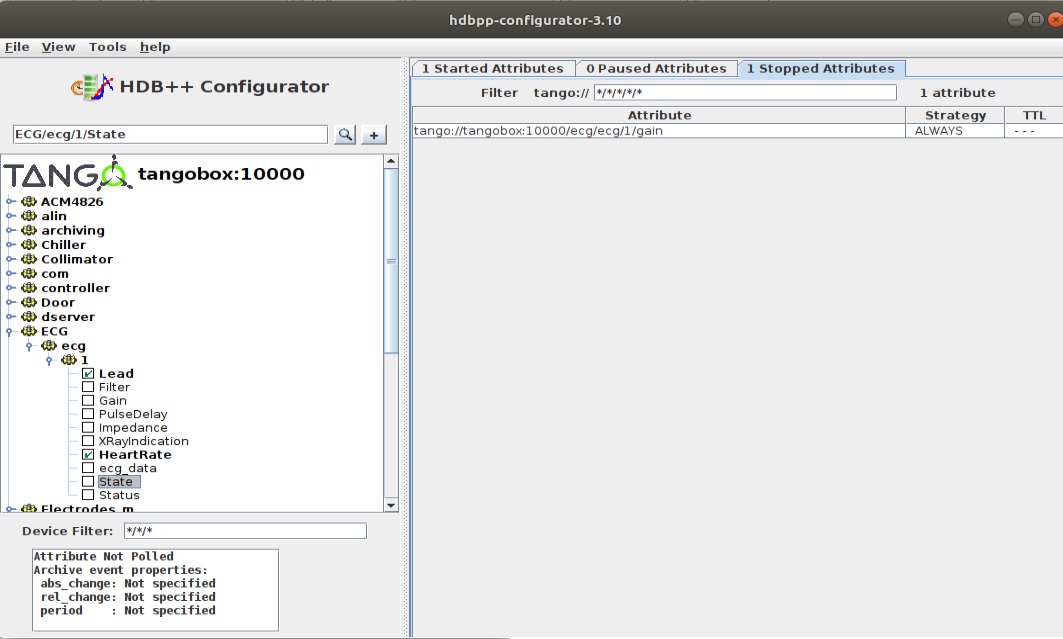 hdbpp-configurator-3.10
File View Tools help
HDB++ Configurator
ECG/ecg/1/State
+
TANGO tangobox:10000
ACM4826
alin
archiving
Chiller
Collimator
com
controller
Door
dserver
ECG
ecg
1
Lead
Filter
Gain
PulseDelay
Impedance
XRayIndication
HeartRate
ecg_data
State
Status
Electrodes_m
Device Filter: */*/*
Attribute Not Polled
Archive event properties:
abs_change: Not specified
rel_change: Not specified
period : Not specified
1 Started Attributes 0 Paused Attributes 1 Stopped Attributes
Filter tango:// */*/*/*/* 1 attribute
Attribute Strategy TTL
tango://tangobox:10000/ecg/ecg/1/gain ALWAYS - - -